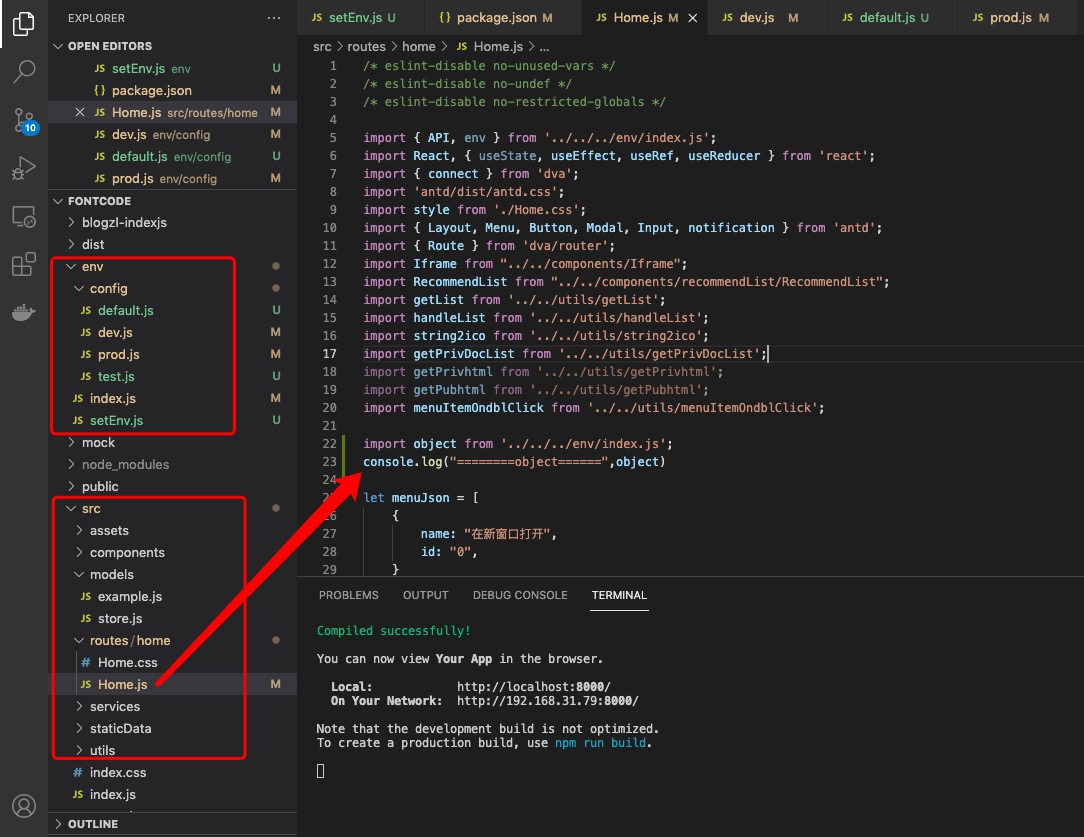 EXPLORER
OPEN EDITORS
JS setEnv.js env U
{} package.json M
JS Home.js src/routes/home M
JS dev.js env/config M
JS default.js env/config U
JS prod.js env/config M
FONTCODE
blogzl-indexjs
dist
env
config
JS default.js U
JS dev.js M
JS prod.js M
JS test.js U
JS index.js M
JS setEnv.js U
mock
node_modules
public
src
assets
components
models
JS example.js
JS store.js
routes/home
# Home.css
JS Home.js M
services
staticData
utils
# index.css
JS index.js
OUTLINE
10
JS setEnv.js U {} package.json M JS Home.js M JS dev.js M JS default.js U JS prod.js M
src > routes > home > JS Home.js > ...
1 /* eslint-disable no-unused-vars */
2 /* eslint-disable no-undef */
3 /* eslint-disable no-restricted-globals */
4
5 import { API, env } from '../../../env/index.js';
6 import React, { useState, useEffect, useRef, useReducer } from 'react';
7 import { connect } from 'dva';
8 import 'antd/dist/antd.css';
9 import style from './Home.css';
10 import { Layout, Menu, Button, Modal, Input, notification } from 'antd';
11 import { Route } from 'dva/router';
12 import Iframe from "../../components/Iframe";
13 import RecommendList from "../../components/recommendList/RecommendList";
14 import getList from '../../utils/getList';
15 import handleList from '../../utils/handleList';
16 import string2ico from '../../utils/string2ico';
17 import getPrivDocList from '../../utils/getPrivDocList';
18 import getPrivhtml from '../../utils/getPrivhtml';
19 import getPubhtml from '../../utils/getPubhtml';
20 import menuItemOndblClick from '../../utils/menuItemOndblClick';
21
22 import object from '../../../env/index.js';
23 console.log("========object======",object)
24
25 let menuJson = [
26 {
27 name: "在新窗口打开",
28 id: "0",
29 }
PROBLEMS OUTPUT DEBUG CONSOLE TERMINAL
Compiled successfully!
You can now view Your App in the browser.
Local: http://localhost:8000/
On Your Network: http://192.168.31.79:8000/
Note that the development build is not optimized.
To create a production build, use npm run build.